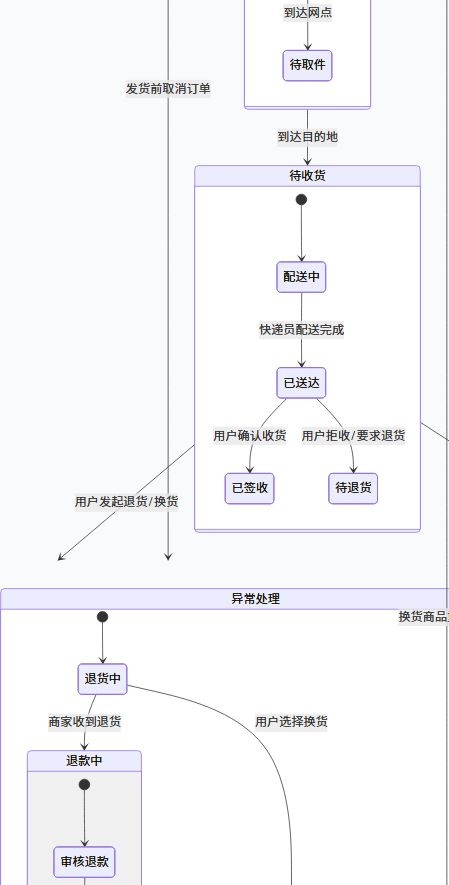 到达网点
待取件
发货前取消订单
到达目的地
待收货
配送中
快递员配送完成
已送达
用户确认收货
用户拒收/要求退货
已签收
待退货
用户发起退货/换货
异常处理
换货商品
退货中
商家收到退货
用户选择换货
退款中
审核退款